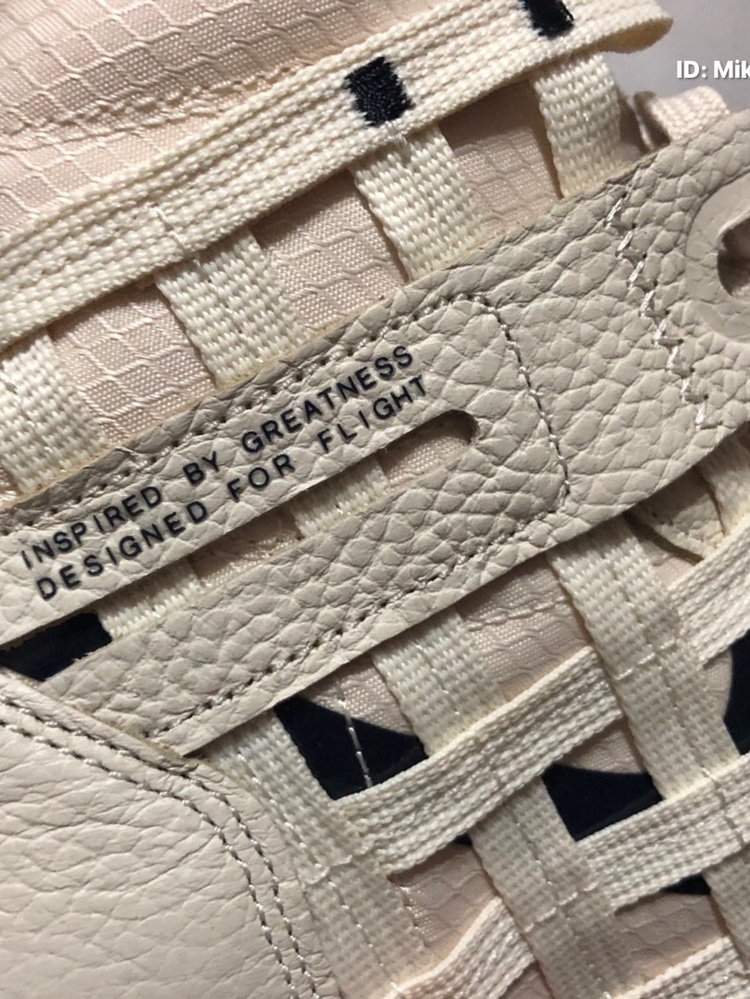 ID: Mik
INSPIRED BY GREATNESS
DESIGNED FOR FLIGHT